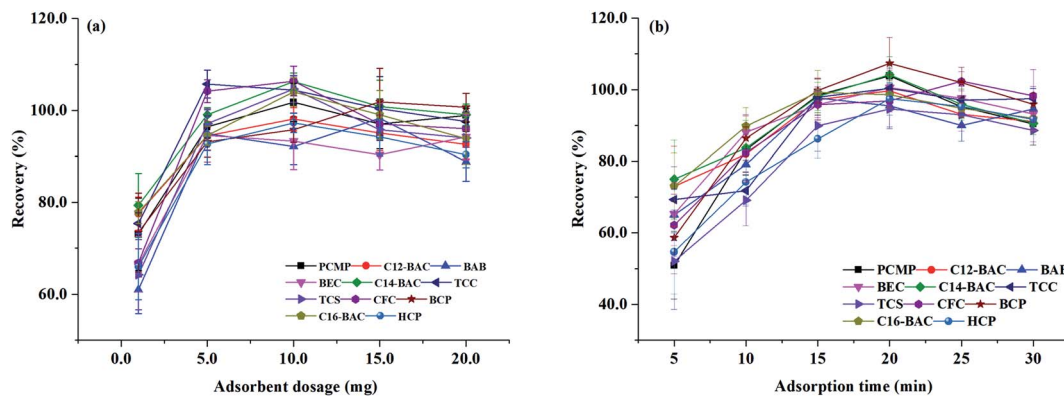 (a)
Recovery (%)
120.0
100.0
80.0
60.0
0.0 5.0 10.0 15.0 20.0
Adsorbent dosage (mg)
PCMP C12-BAC BAB
BEC C14-BAC TCC
TCS CFC BCP
C16-BAC HCP
(b)
Recovery (%)
120.0
100.0
80.0
60.0
40.0
30.0
5 10 15 20 25 30
Adsorption time (min)
PCMP C12-BAC BAB
BEC C14-BAC TCC
TCS CFC BCP
C16-BAC HCP